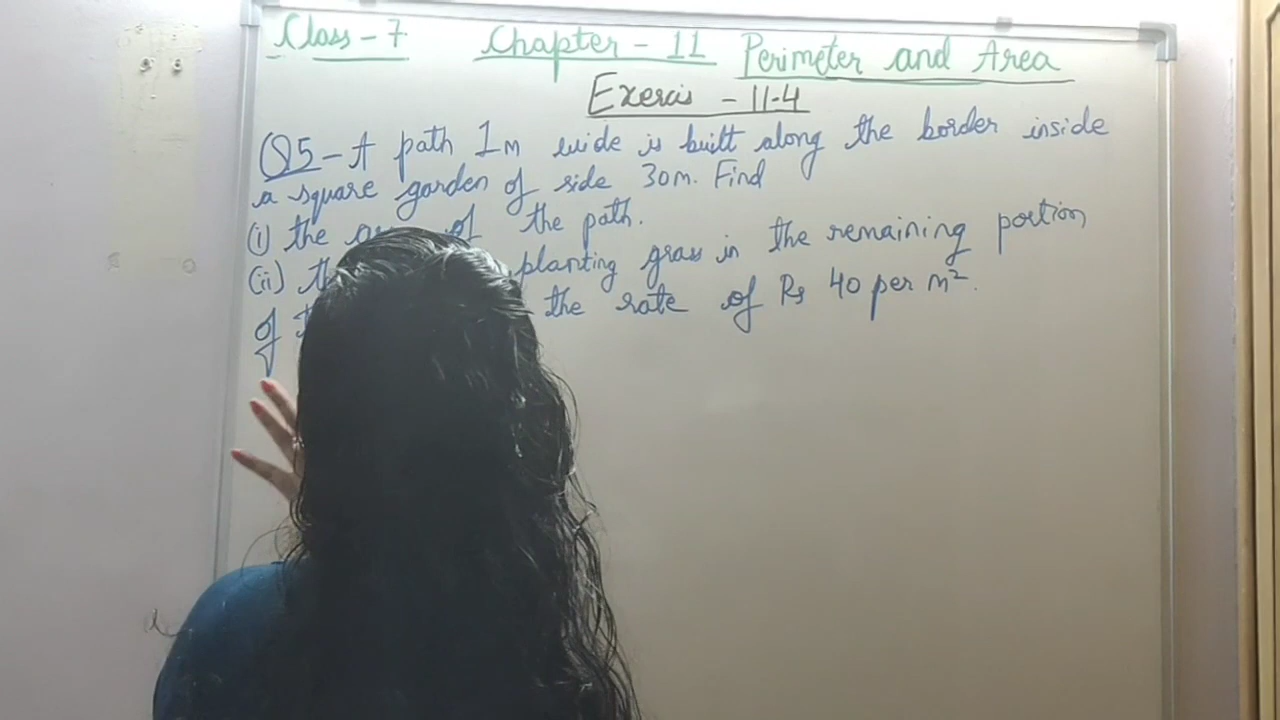 Class - 7 Chapter - 11 Perimeter and Area
Exercis - 11.4
Q5 - A path 1m wide is built along the border inside
a square garden of side 30m. Find
(i) the of the path.
(ii) planting grass in the remaining portion
of the rate of Rs 40 per m².